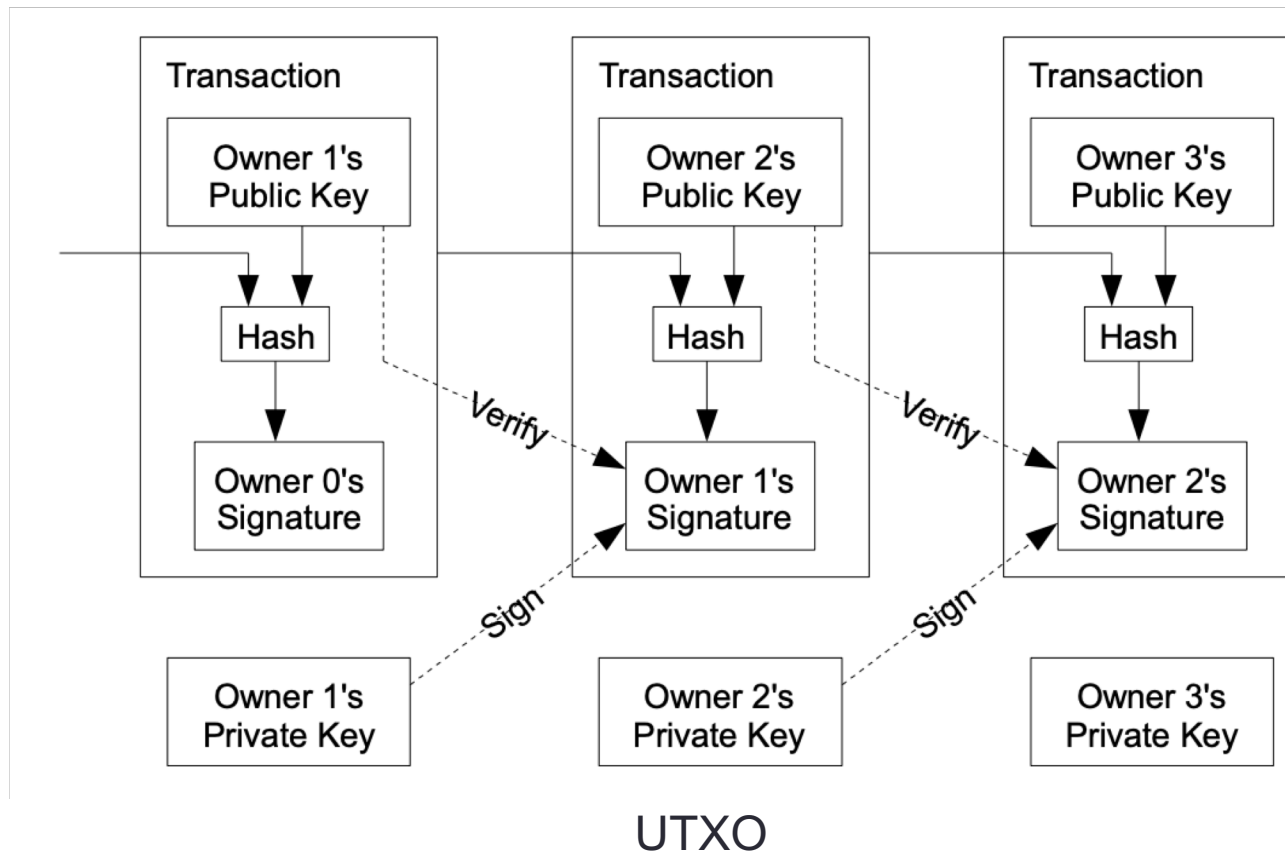 Transaction
Owner 1's
Public Key
Hash
Owner 0's
Signature
Transaction
Owner 2's
Public Key
Hash
Verify
Owner 1's
Signature
Transaction
Owner 3's
Public Key
Hash
Verify
Owner 2's
Signature
Sign
Sign
Owner 1's
Private Key
Owner 2's
Private Key
Owner 3's
Private Key
UTXO